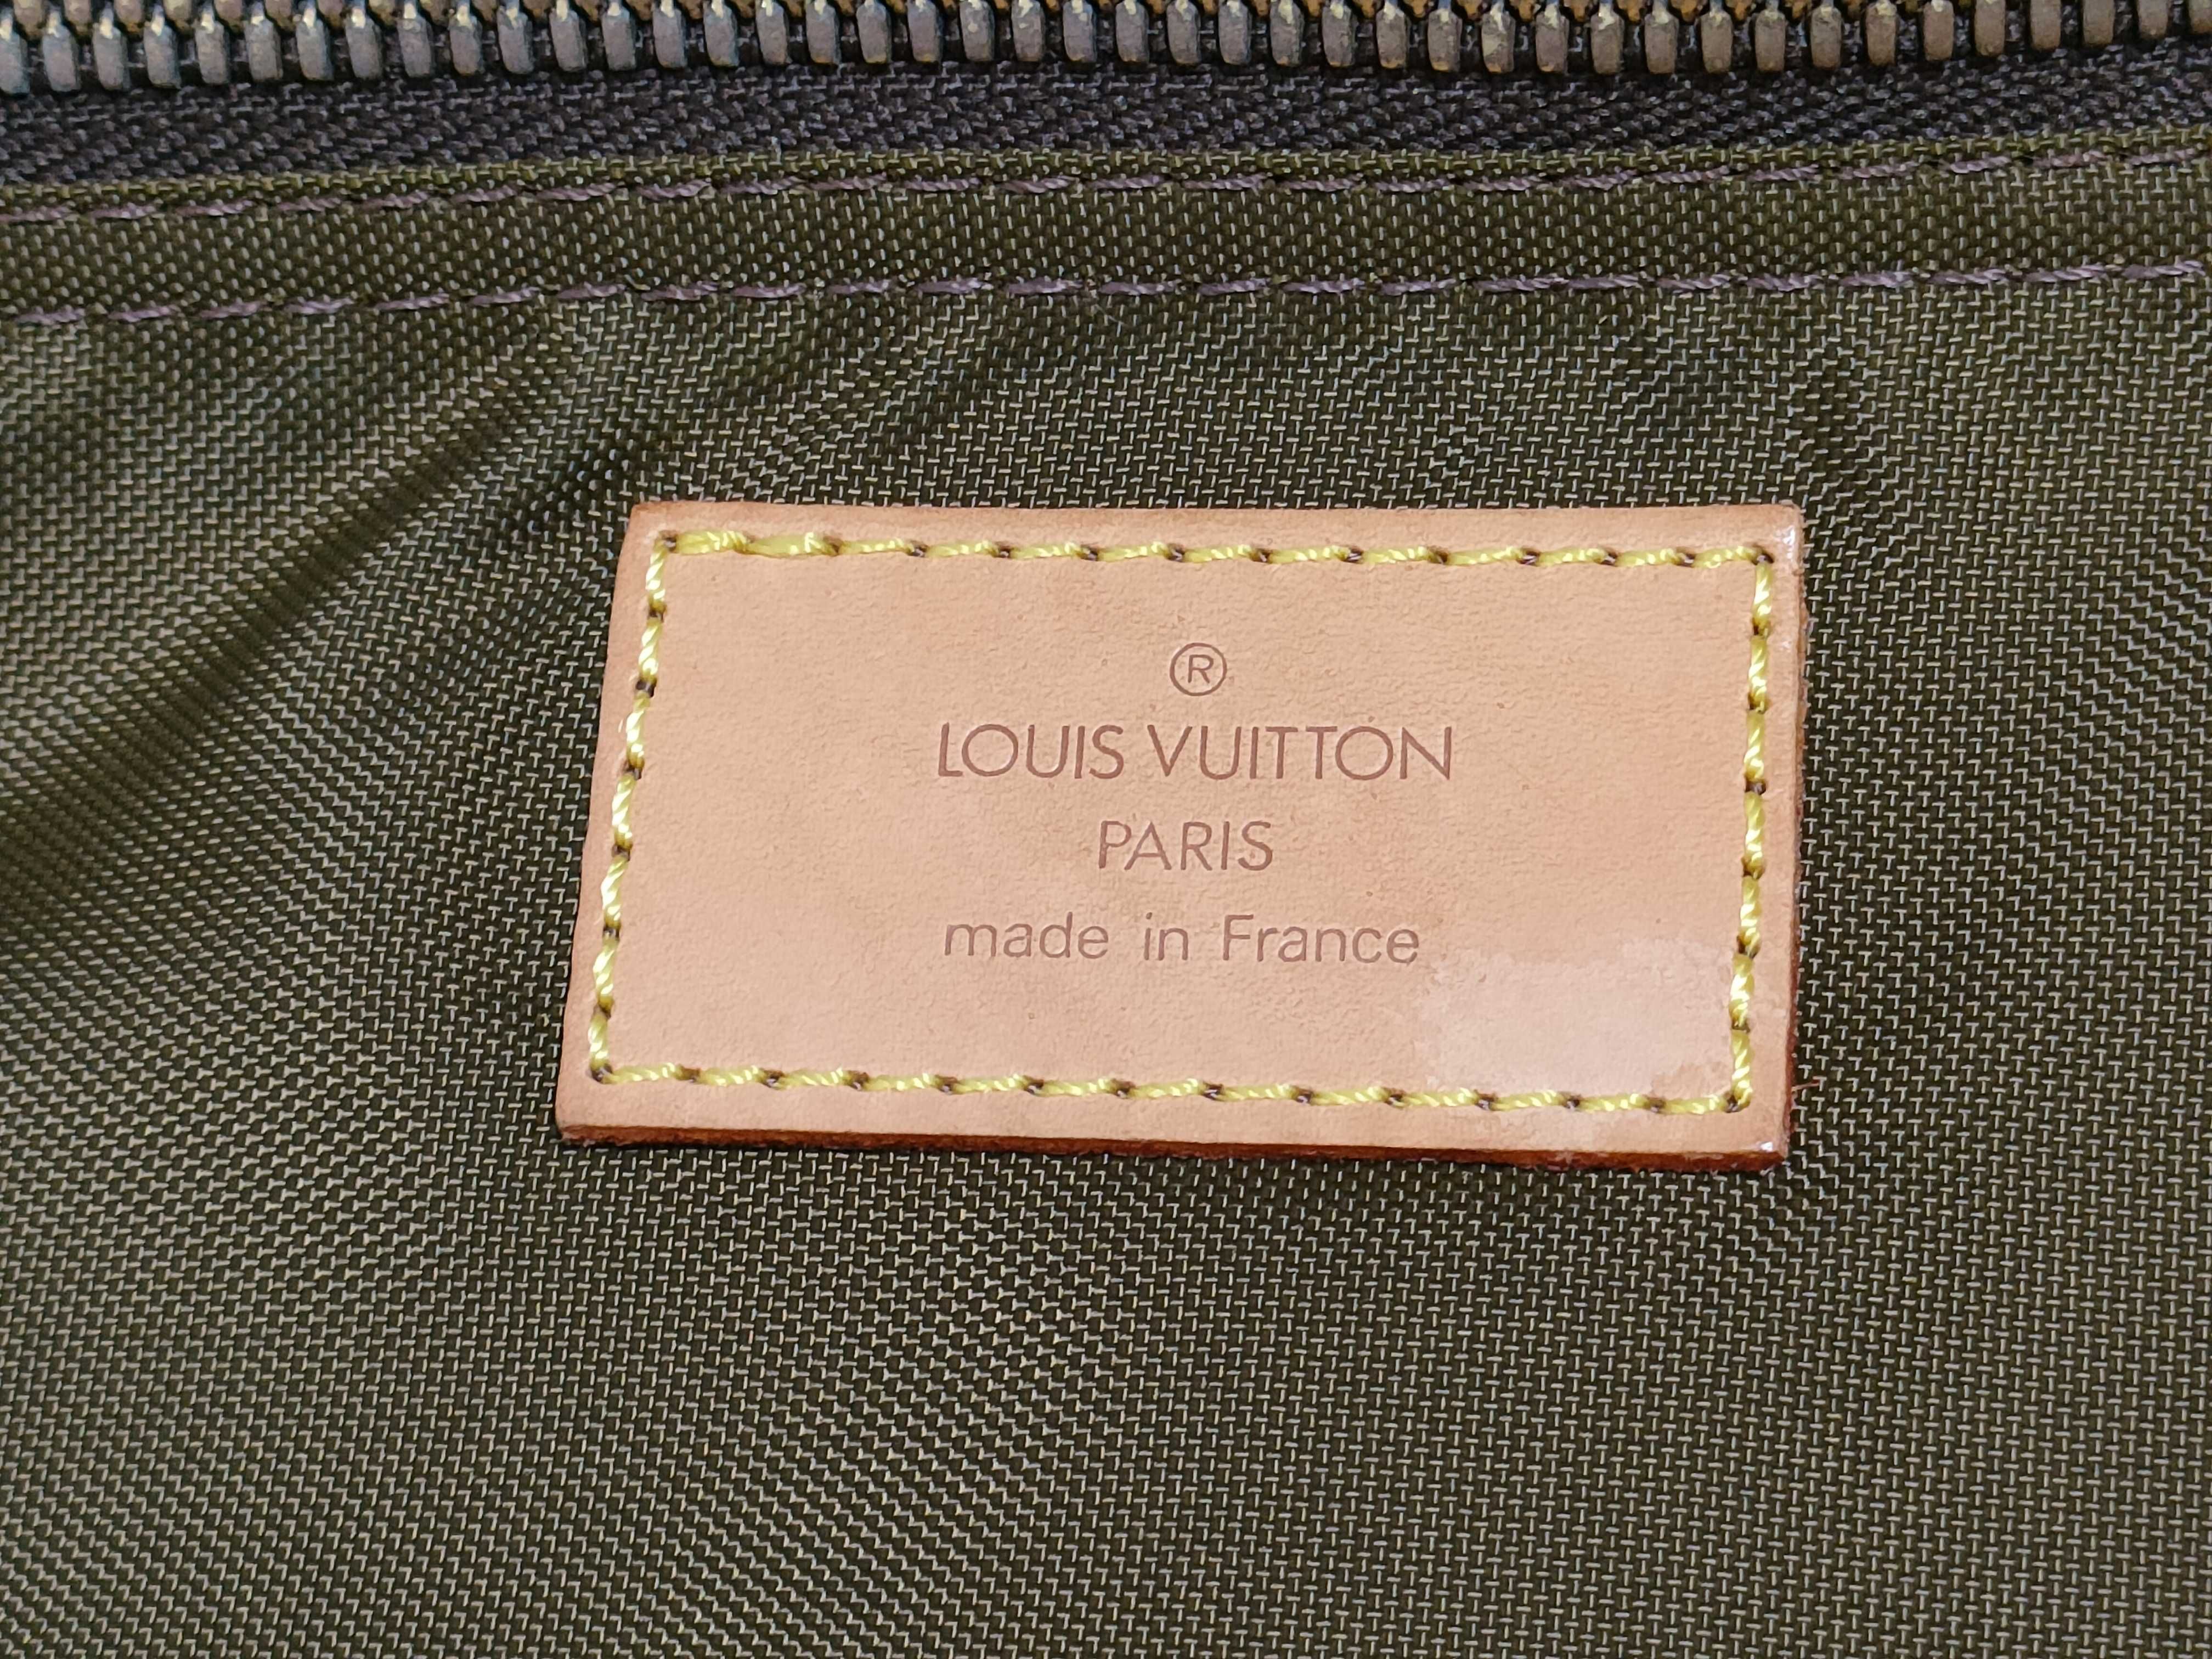 ®
LOUIS VUITTON
PARIS
made in France